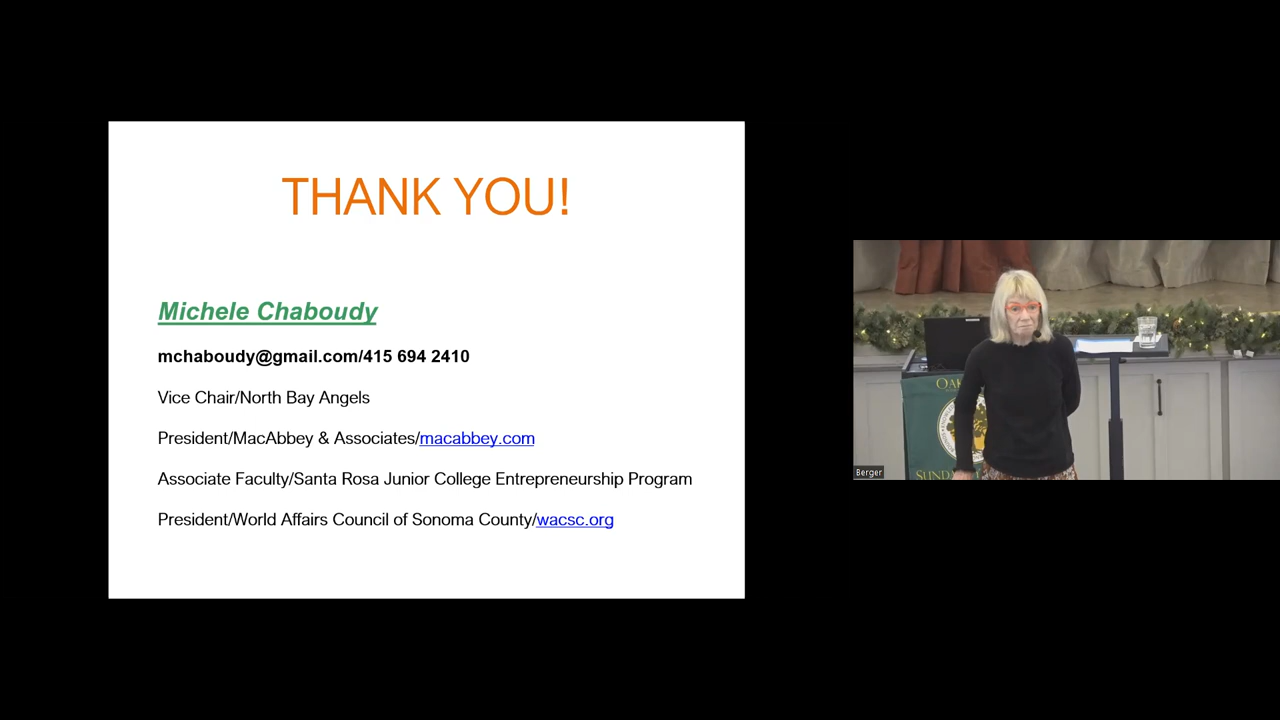 THANK YOU!
Michele Chaboudy
mchaboudy@gmail.com/415 694 2410
Vice Chair/North Bay Angels
President/MacAbbey & Associates/macabbey.com
Associate Faculty/Santa Rosa Junior College Entrepreneurship Program
President/World Affairs Council of Sonoma County/wacsc.org
Berger